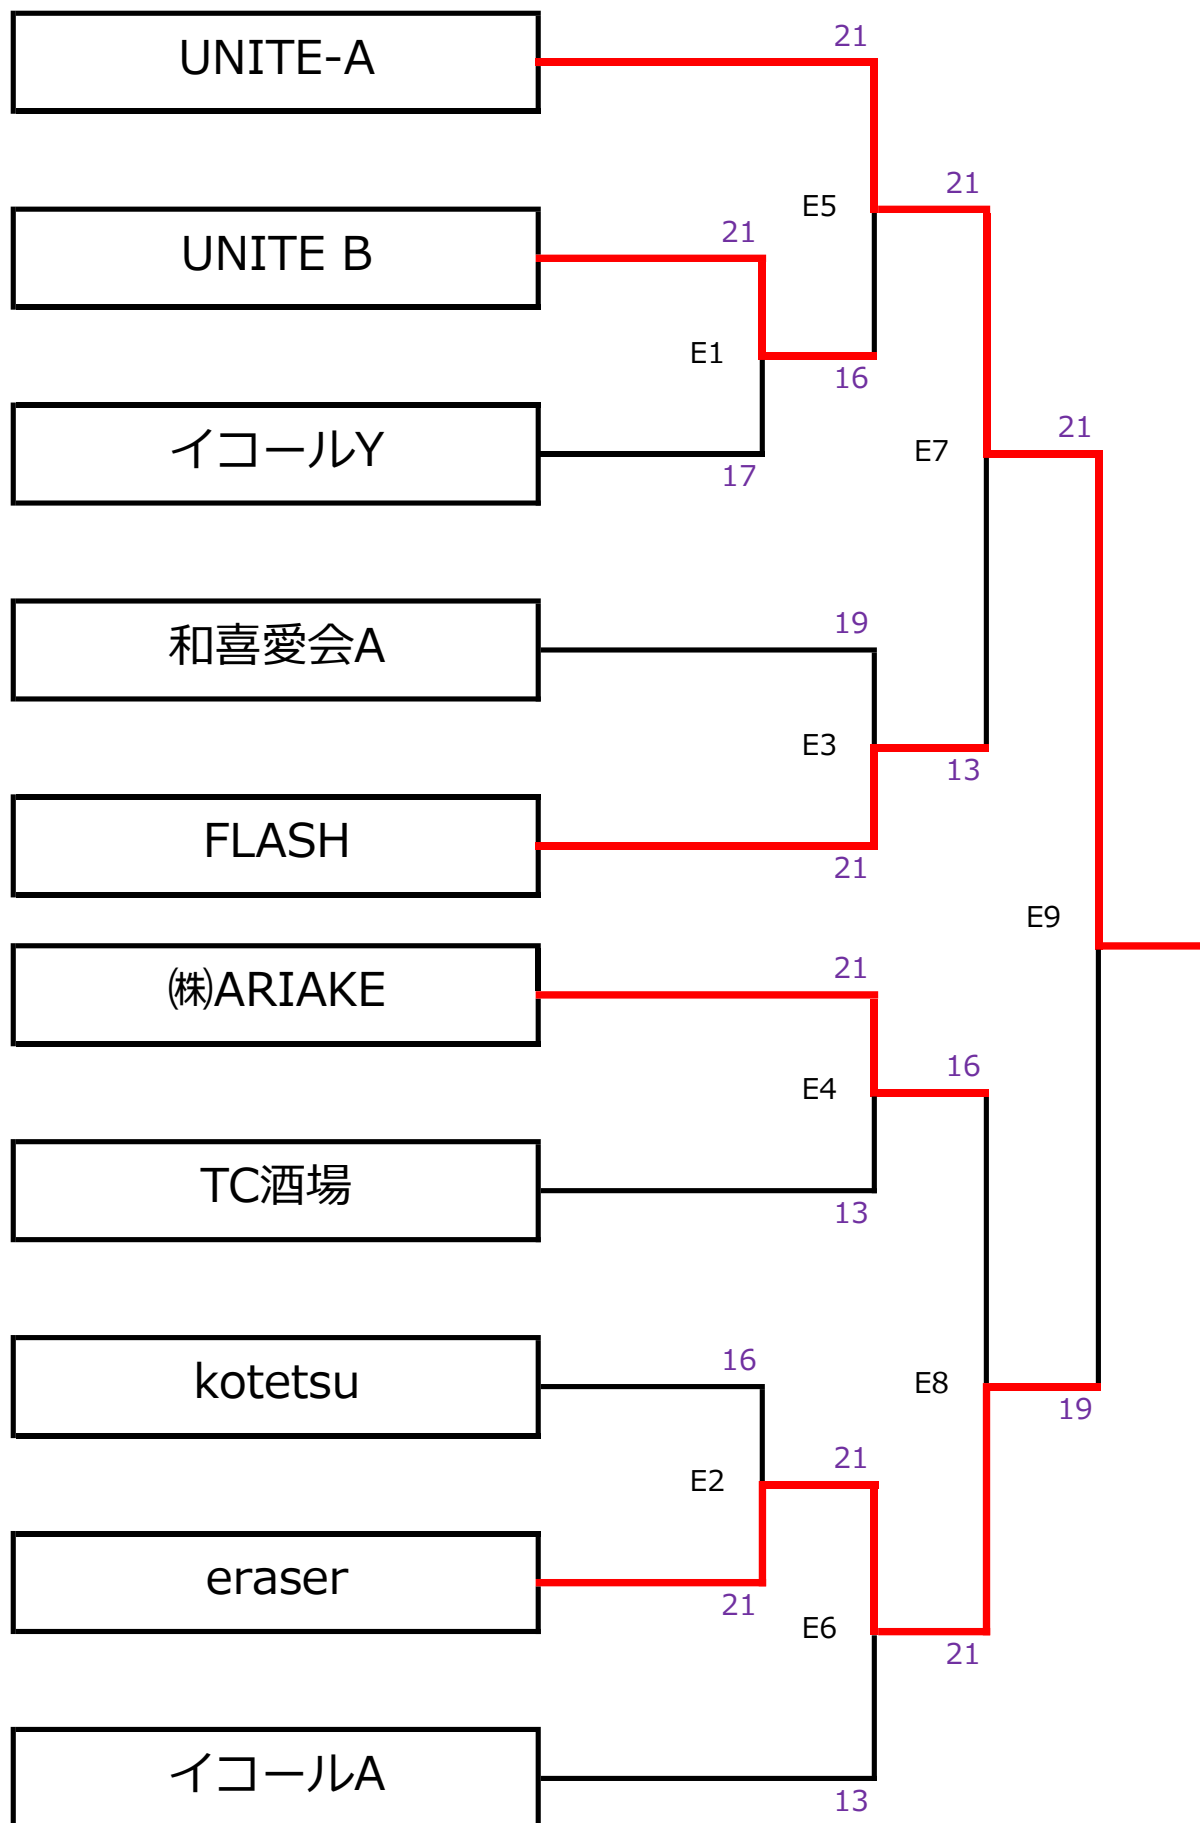 21
UNITE-A
21
E5
21
UNITE B
E1
16
21
イコールY
E7
17
19
和喜愛会A
E3
13
FLASH
21
E9
21
㈱ARIAKE
16
E4
TC酒場
13
16
kotetsu
E8
19
21
E2
eraser
21
E6
21
イコールA
13